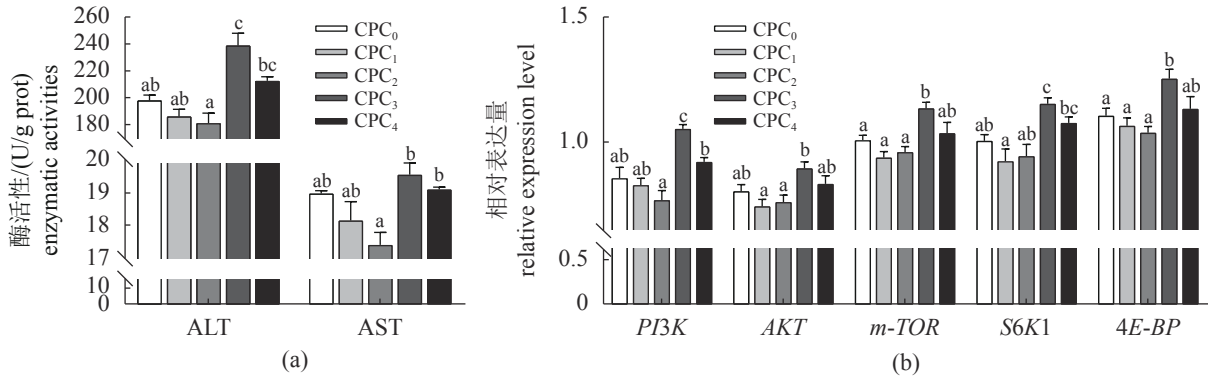 酶活性/(U/g prot)
enzymatic activities
260
240
220
200
180
20
19
18
17
10
0
CPC₀
CPC₁
CPC₂
CPC₃
CPC₄
ab ab a c bc
ab ab a b b
ALT AST
(a)
相对表达量
relative expression level
1.5
1.0
0.5
0
CPC₀
CPC₁
CPC₂
CPC₃
CPC₄
ab ab a c b
ab a a b ab
a a a b ab
ab a ab c bc
a a a b ab
PI3K AKT m-TOR S6K1 4E-BP
(b)